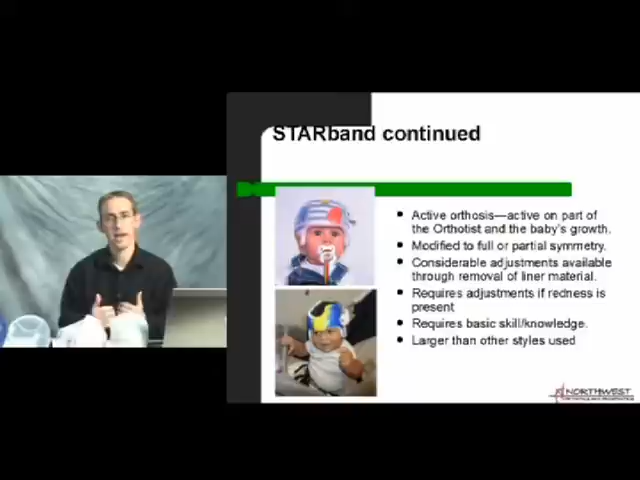 STARband continued
Active orthosis—active on part of
the Orthotist and the baby's growth.
Modified to full or partial symmetry.
Considerable adjustments available
through removal of liner material.
Requires adjustments if redness is
present
Requires basic skill/knowledge.
Larger than other styles used
NORTHWEST